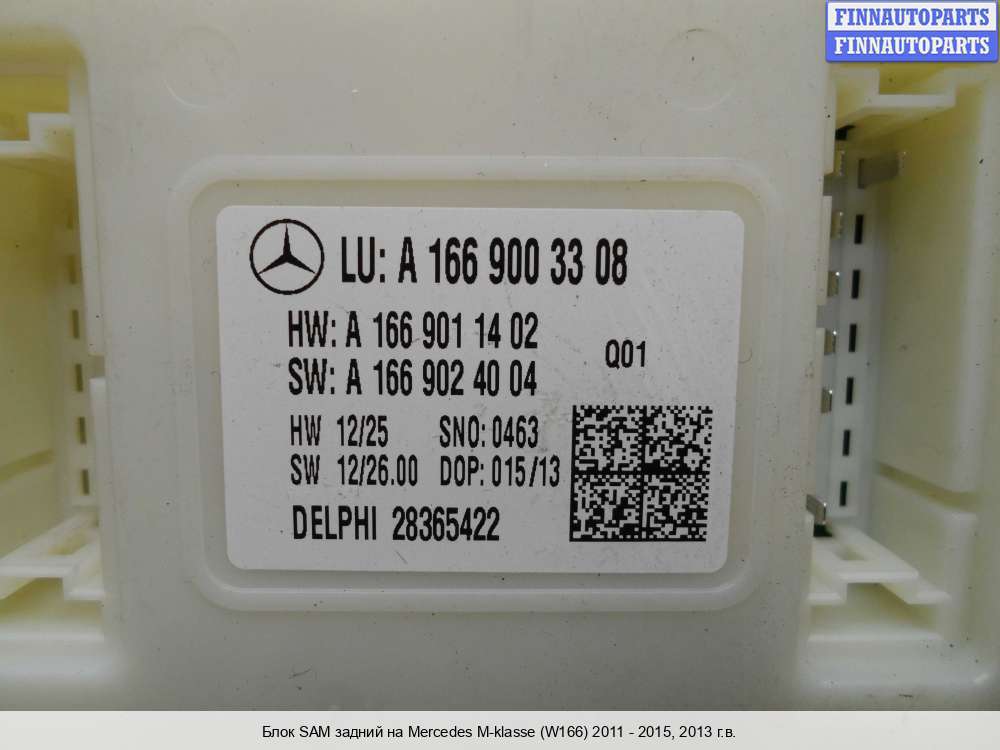 FINNAUTOPARTS
FINNAUTOPARTS
LU: A 166 900 33 08
HW: A 166 901 14 02
SW: A 166 902 40 04
Q01
HW 12/25 SNO: 0463
SW 12/26.00 DOP: 015/13
DELPHI 28365422
Блок SAM задний на Mercedes M-klasse (W166) 2011 - 2015, 2013 г.в.